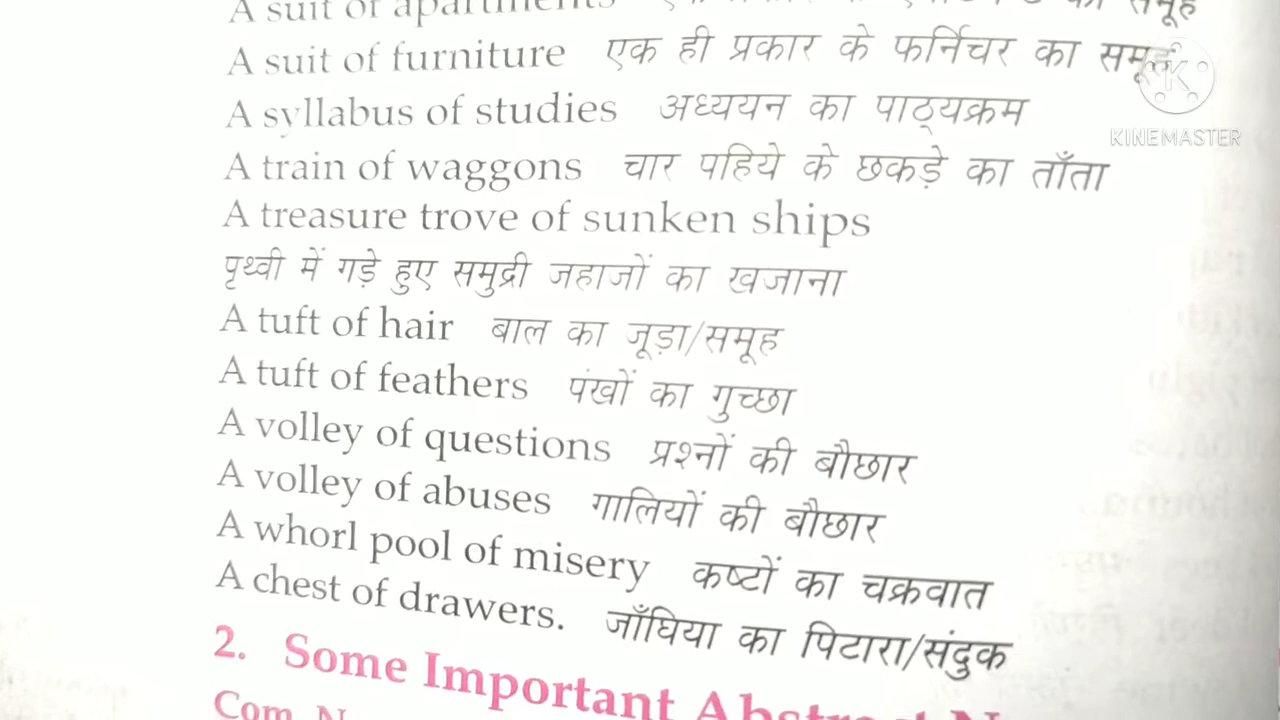 A suit of apartments समूह
A suit of furniture एक ही प्रकार के फर्निचर का समूह
A syllabus of studies अध्ययन का पाठ्यक्रम
A train of waggons चार पहिये के छकड़े का ताँता
A treasure trove of sunken ships
पृथ्वी में गड़े हुए समुद्री जहाजों का खजाना
A tuft of hair बाल का जूड़ा/समूह
A tuft of feathers पंखों का गुच्छा
A volley of questions प्रश्नों की बौछार
A volley of abuses गालियों की बौछार
A whorl pool of misery कष्टों का चक्रवात
A chest of drawers. जाँघिया का पिटारा/संदुक
2. Some Important Abstract
Com
K
KINEMASTER